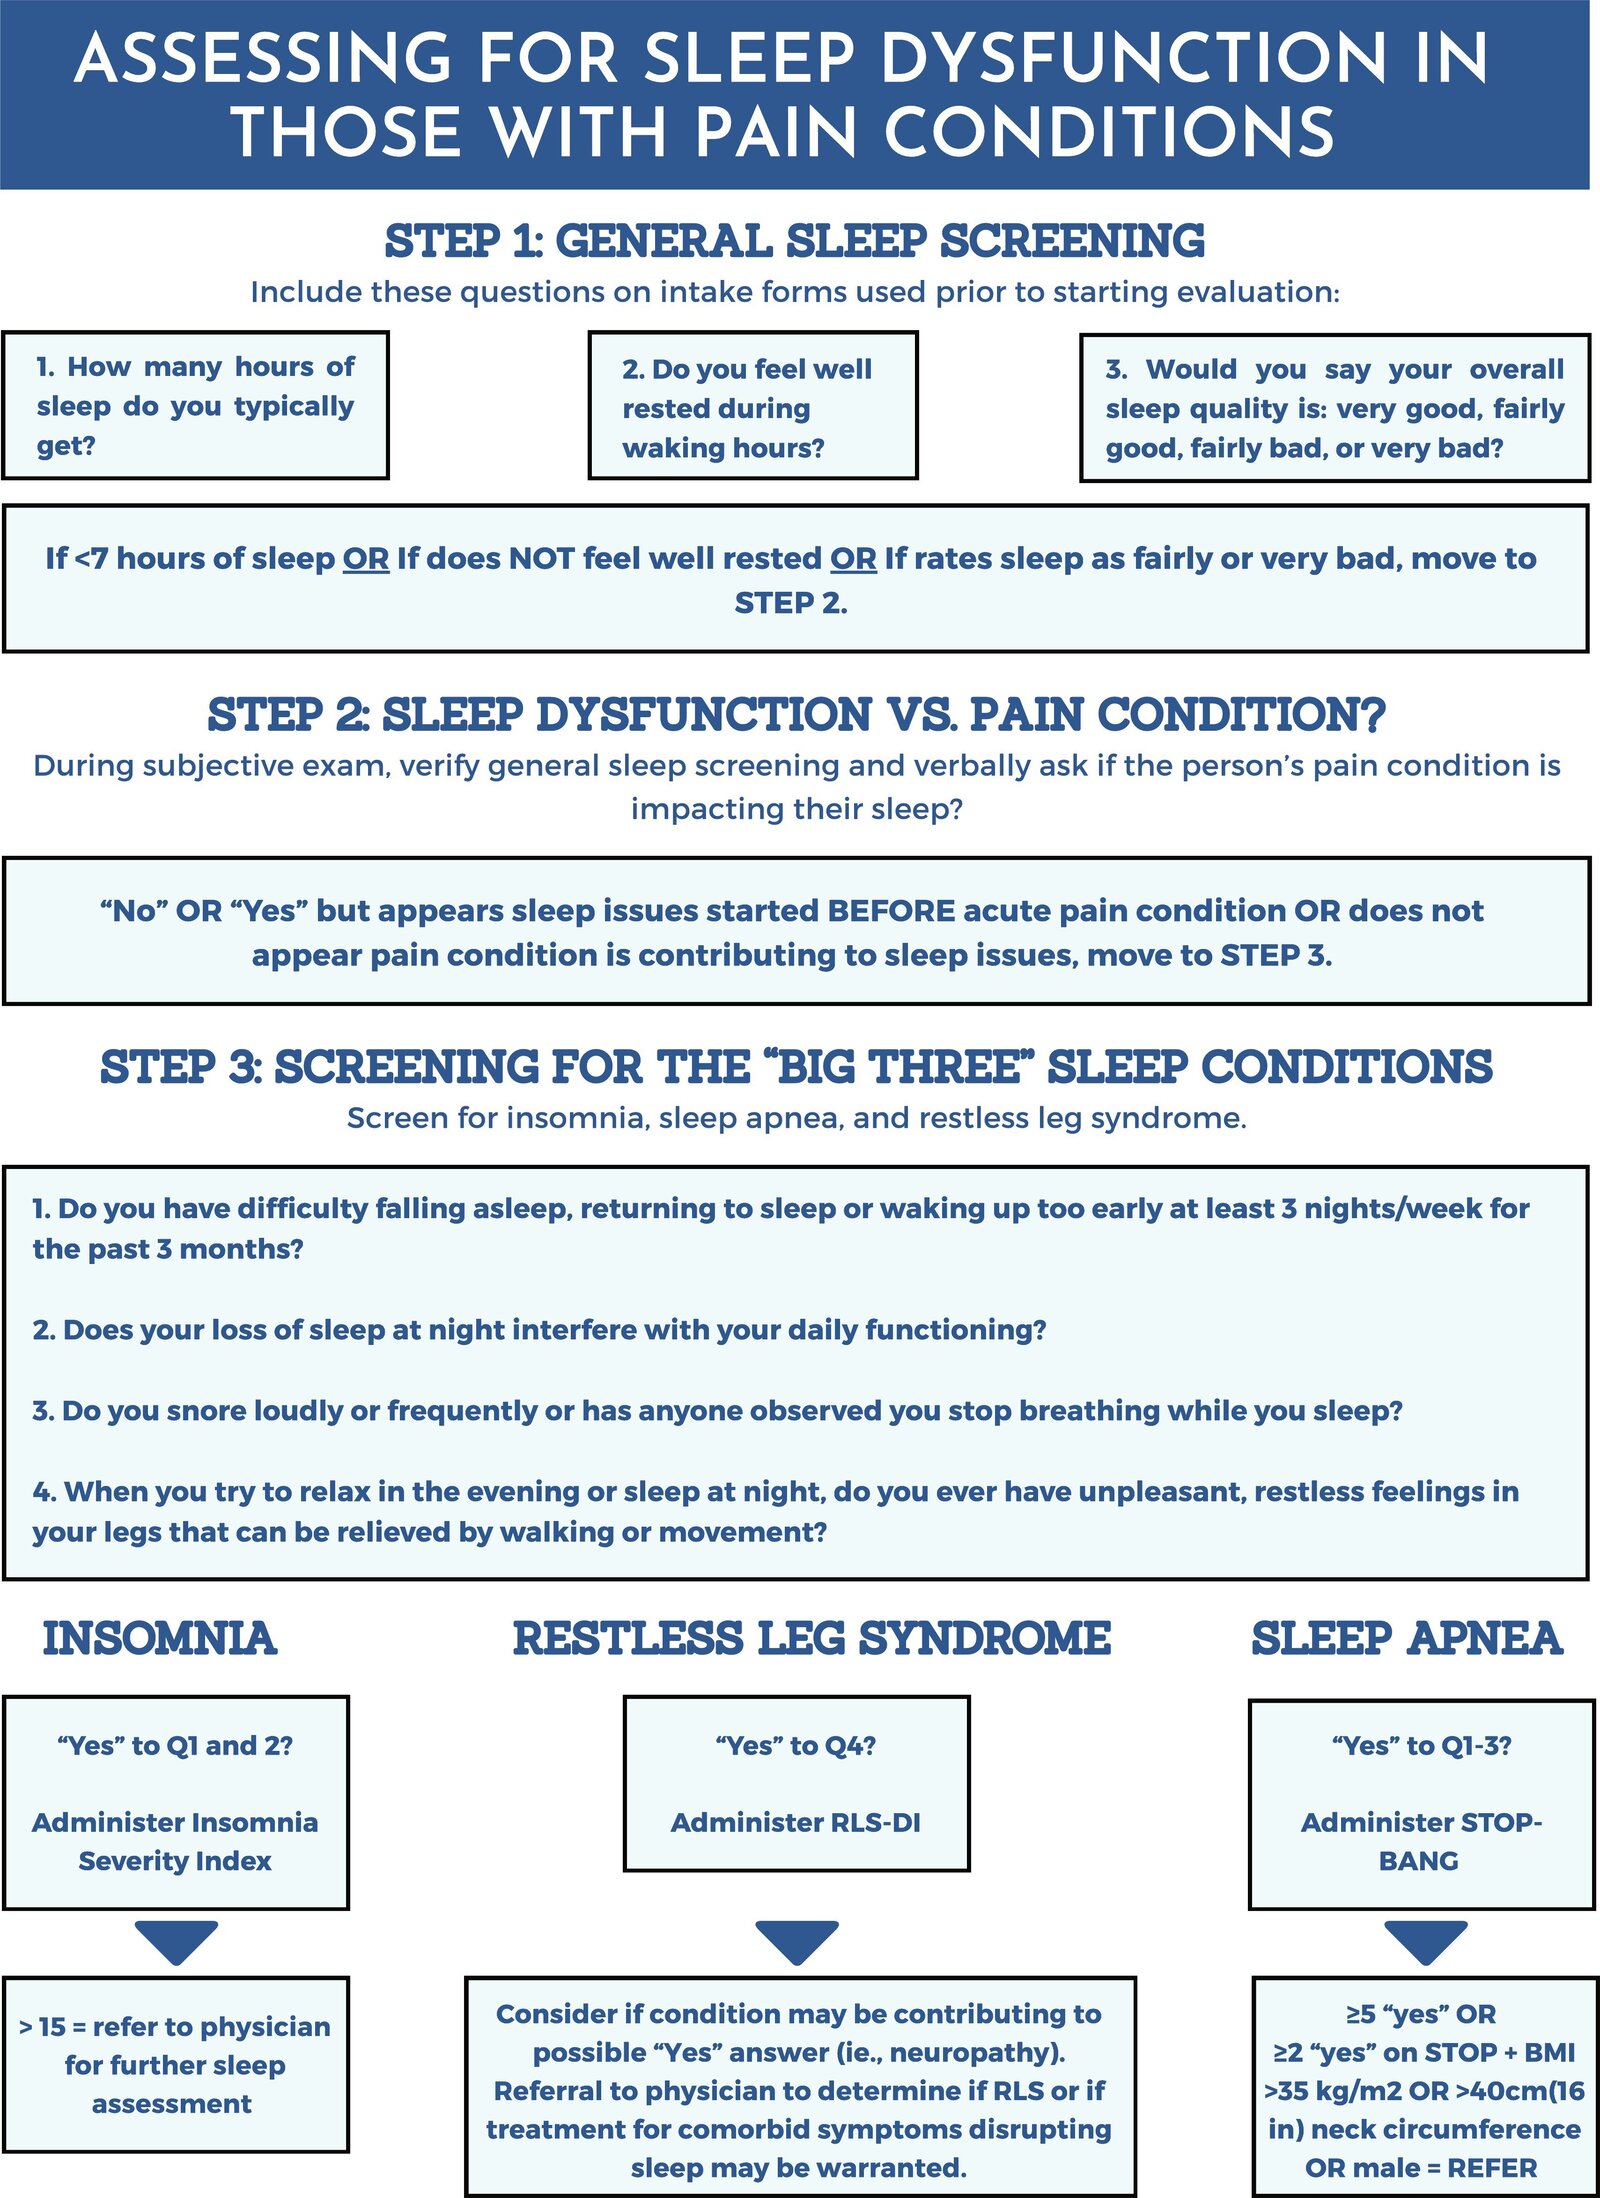 ASSESSING FOR SLEEP DYSFUNCTION IN
THOSE WITH PAIN CONDITIONS
STEP 1: GENERAL SLEEP SCREENING
Include these questions on intake forms used prior to starting evaluation:
1. How many hours of
sleep do you typically
get?
2. Do you feel well
rested during
waking hours?
3. Would you say your overall
sleep quality is: very good, fairly
good, fairly bad, or very bad?
If <7 hours of sleep OR If does NOT feel well rested OR If rates sleep as fairly or very bad, move to
STEP 2.
STEP 2: SLEEP DYSFUNCTION VS. PAIN CONDITION?
During subjective exam, verify general sleep screening and verbally ask if the person’s pain condition is
impacting their sleep?
“No” OR “Yes” but appears sleep issues started BEFORE acute pain condition OR does not
appear pain condition is contributing to sleep issues, move to STEP 3.
STEP 3: SCREENING FOR THE “BIG THREE” SLEEP CONDITIONS
Screen for insomnia, sleep apnea, and restless leg syndrome.
1. Do you have difficulty falling asleep, returning to sleep or waking up too early at least 3 nights/week for
the past 3 months?
2. Does your loss of sleep at night interfere with your daily functioning?
3. Do you snore loudly or frequently or has anyone observed you stop breathing while you sleep?
4. When you try to relax in the evening or sleep at night, do you ever have unpleasant, restless feelings in
your legs that can be relieved by walking or movement?
INSOMNIA
“Yes” to Q1 and 2?
Administer Insomnia
Severity Index
> 15 = refer to physician
for further sleep
assessment
RESTLESS LEG SYNDROME
“Yes” to Q4?
Administer RLS-DI
Consider if condition may be contributing to
possible “Yes” answer (ie., neuropathy).
Referral to physician to determine if RLS or if
treatment for comorbid symptoms disrupting
sleep may be warranted.
SLEEP APNEA
“Yes” to Q1-3?
Administer STOP-
BANG
≥5 “yes” OR
≥2 “yes” on STOP + BMI
>35 kg/m2 OR >40cm(16
in) neck circumference
OR male = REFER